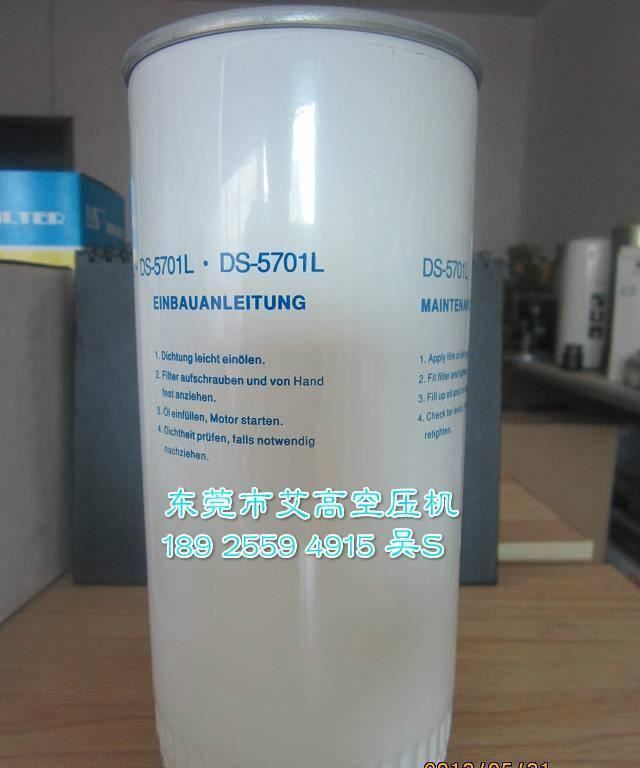 DS-5701L · DS-5701L
EINBAUANLEITUNG
1. Dichtung leicht einölen.
2. Filter aufschrauben und von Hand
fest anziehen.
3. Öl einfüllen, Motor starten.
4. Dichtheit prüfen, falls notwendig
nachziehen.
DS-5701L
MAINTENAN
1. Apply film of oil
2. Fit filter and
3. Fill up oil and
4. Check for
retighten.
东莞市艾高空压机
189 2559 4915 吴S